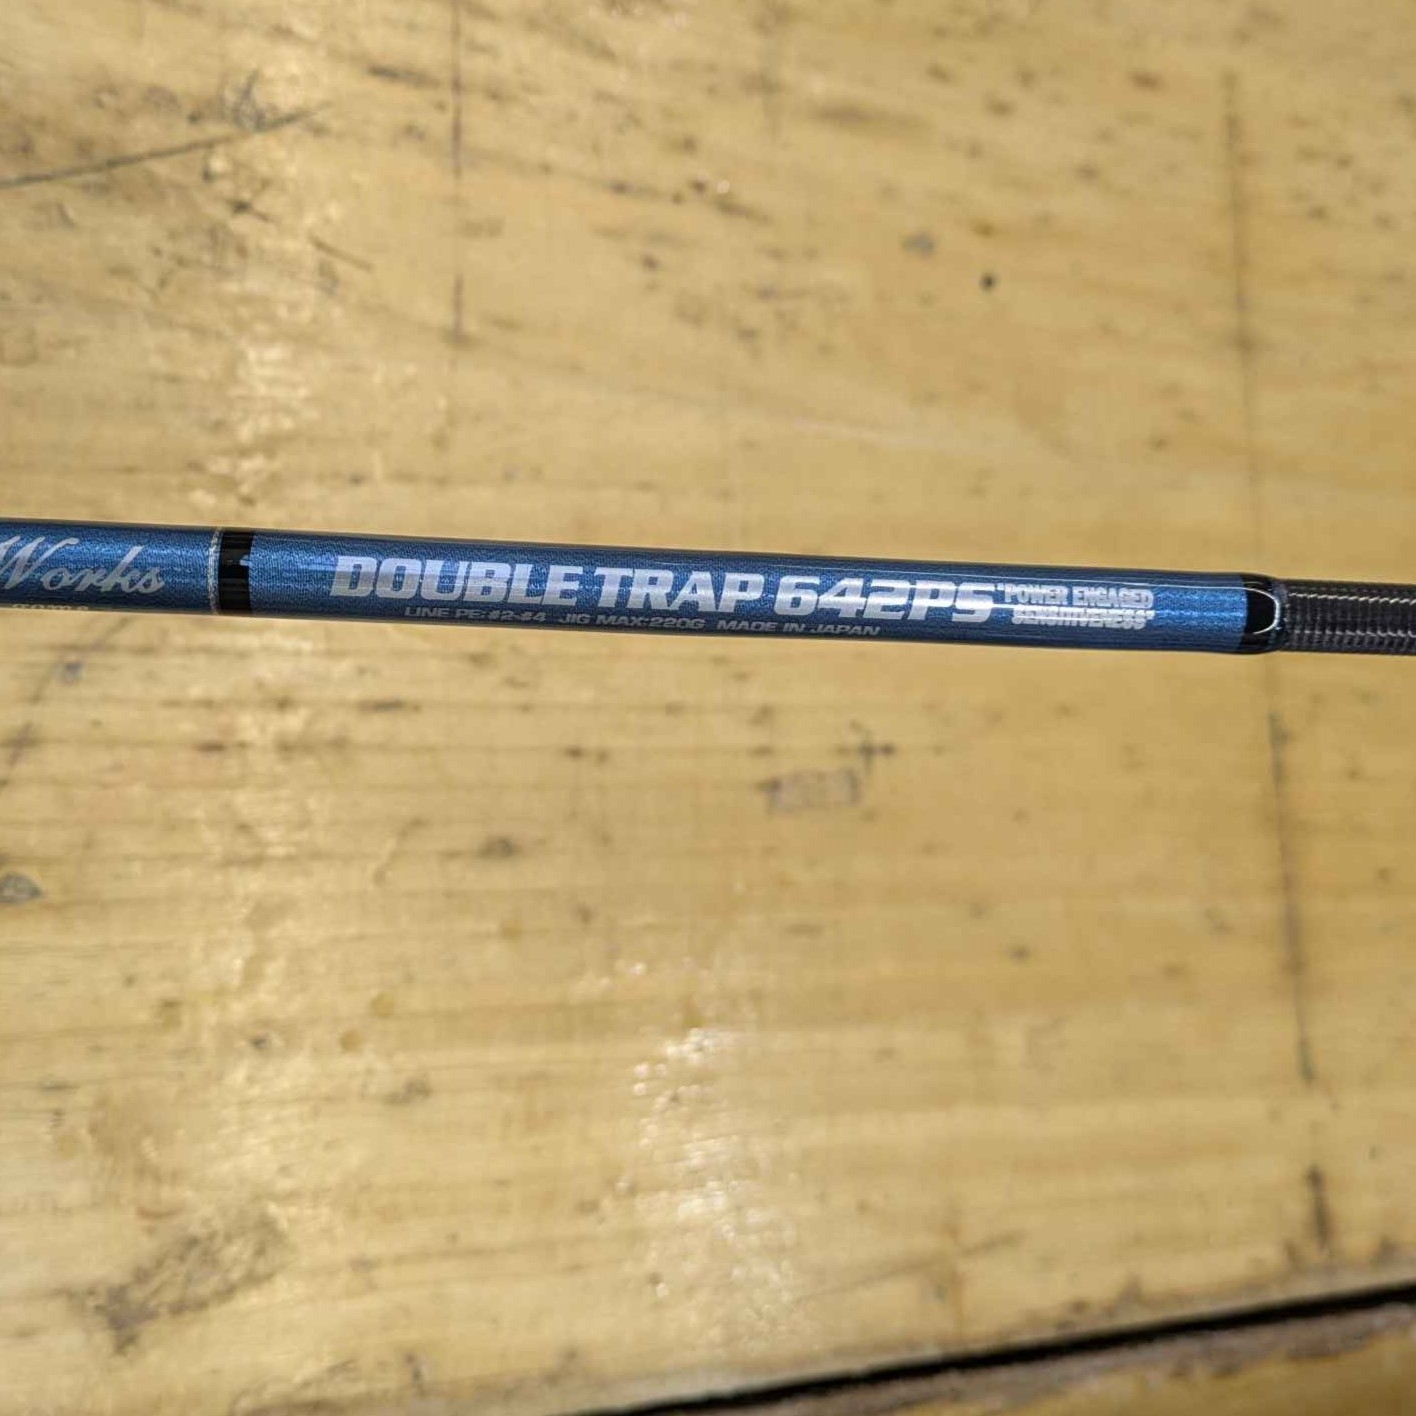 Works
DOUBLE TRAP 642PS "POWER ENGAGED
SENSITIVENESS"
LINE PE:#2-#4 JIG MAX:220G MADE IN JAPAN